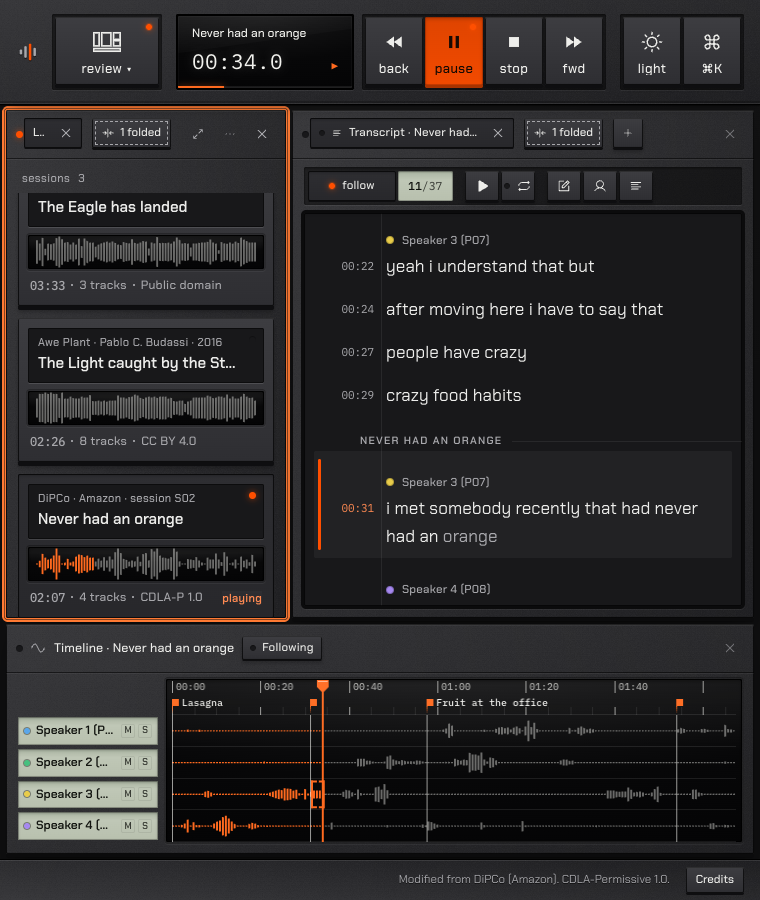 Never had an orange
00:34.0
review
back
pause
stop
fwd
light
⌘K
L..
1 folded
Transcript · Never had...
1 folded
sessions 3
The Eagle has landed
03:33 · 3 tracks · Public domain
Awe Plant · Pablo C. Budassi · 2016
The Light caught by the St...
02:26 · 8 tracks · CC BY 4.0
DiPCo · Amazon · session S02
Never had an orange
02:07 · 4 tracks · CDLA-P 1.0 playing
follow
11/37
Speaker 3 (P07)
00:22 yeah i understand that but
00:24 after moving here i have to say that
00:27 people have crazy
00:29 crazy food habits
NEVER HAD AN ORANGE
Speaker 3 (P07)
00:31 i met somebody recently that had never
had an orange
Speaker 4 (P08)
Timeline · Never had an orange
Following
00:00 00:20 00:40 01:00 01:20 01:40
Lasagna Fruit at the office
Speaker 1 (P... M S
Speaker 2 (... M S
Speaker 3 (... M S
Speaker 4 (... M S
Modified from DiPCo (Amazon). CDLA-Permissive 1.0.
Credits